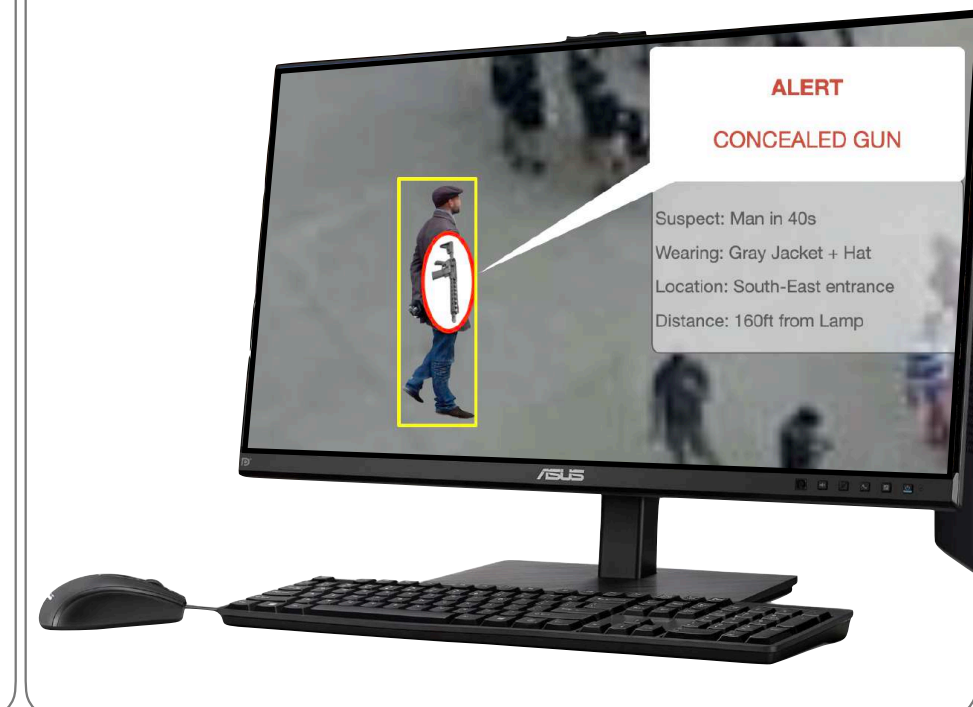 ALERT
CONCEALED GUN
Suspect: Man in 40s
Wearing: Gray Jacket + Hat
Location: South-East entrance
Distance: 160ft from Lamp
ASUS